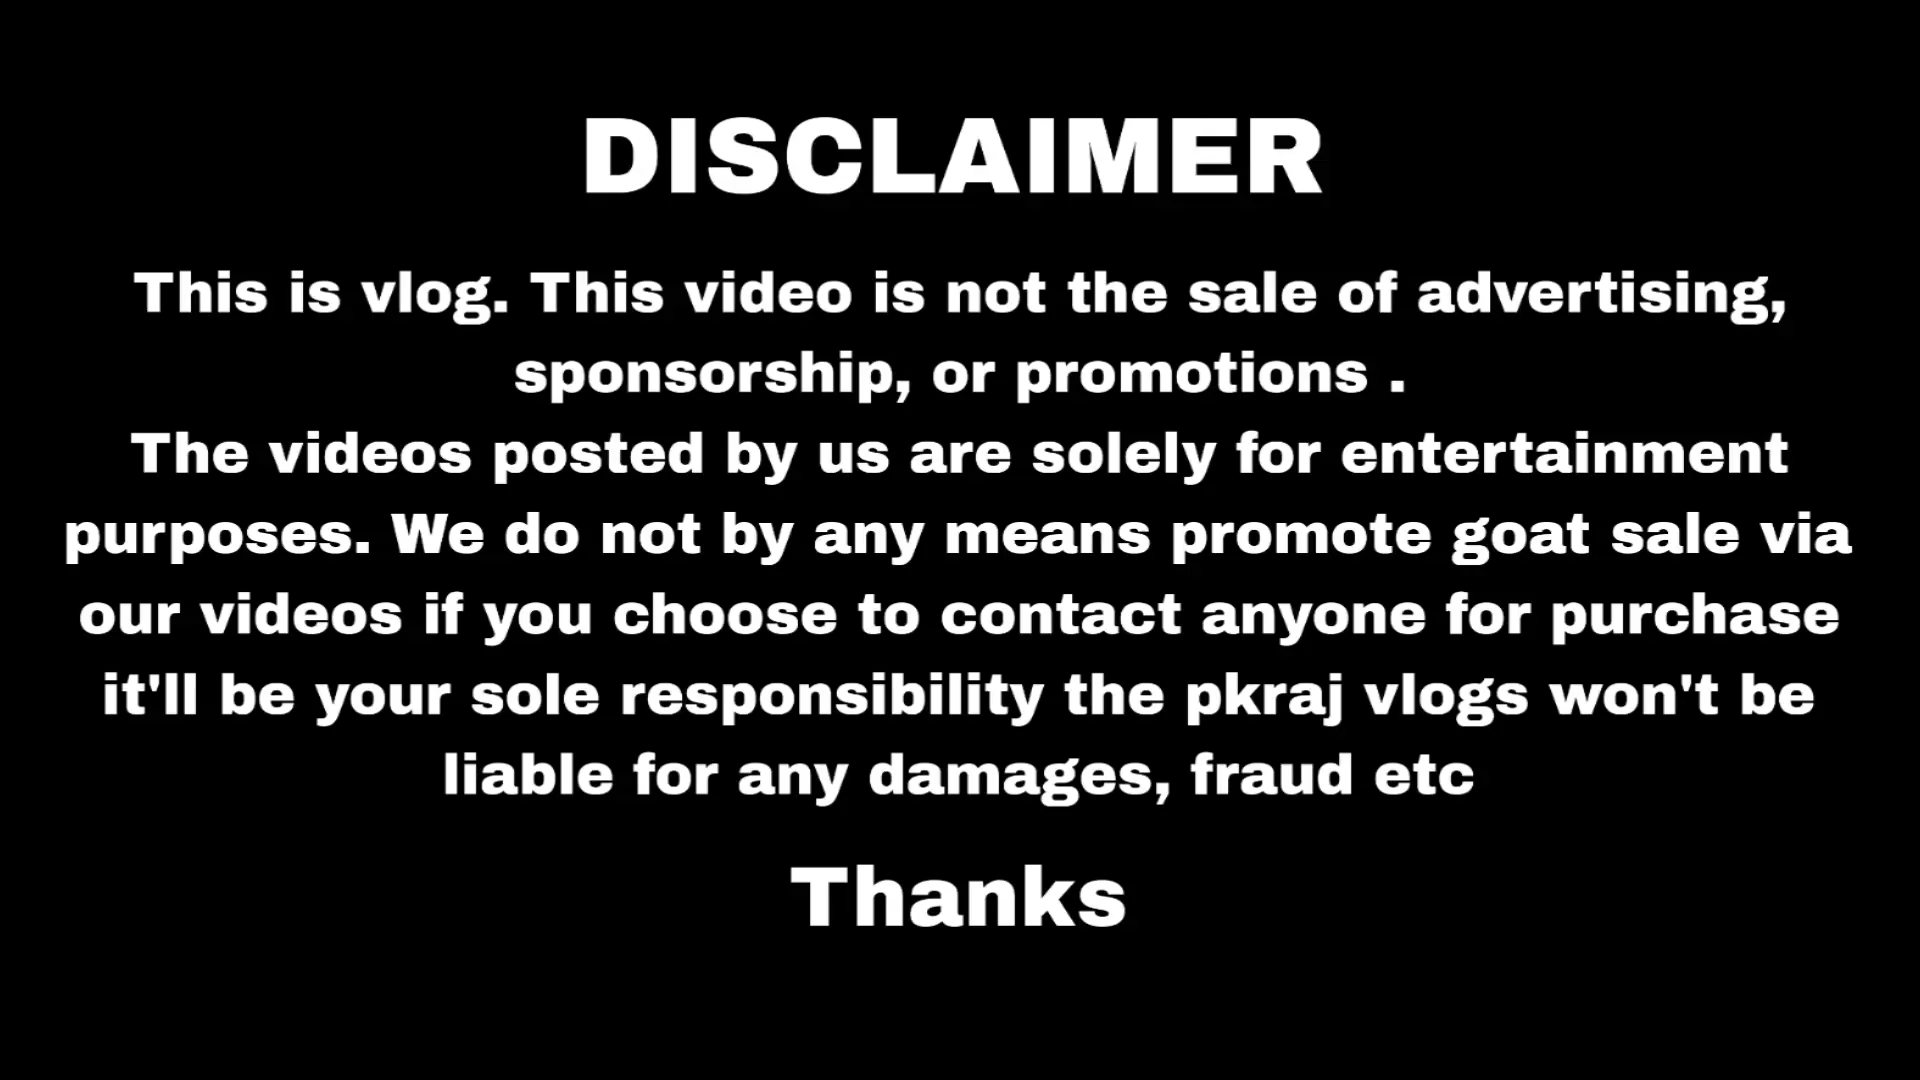 DISCLAIMER
This is vlog. This video is not the sale of advertising,
sponsorship, or promotions .
The videos posted by us are solely for entertainment
purposes. We do not by any means promote goat sale via
our videos if you choose to contact anyone for purchase
it'll be your sole responsibility the pkraj vlogs won't be
liable for any damages, fraud etc
Thanks